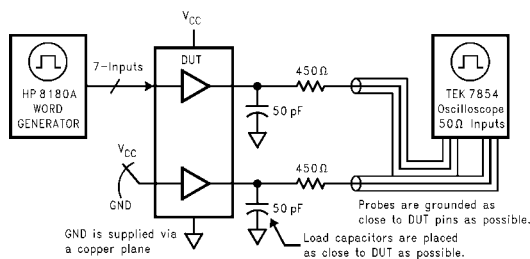 VCC
DUT
7-Inputs
450Ω
HP 8180A
WORD
GENERATOR
50 pF
TEK 7854
Oscilloscope
50Ω Inputs
VCC
450Ω
GND
50 pF
Probes are grounded as
close to DUT pins as possible.
GND is supplied via
a copper plane
Load capacitors are placed
as close to DUT as possible.